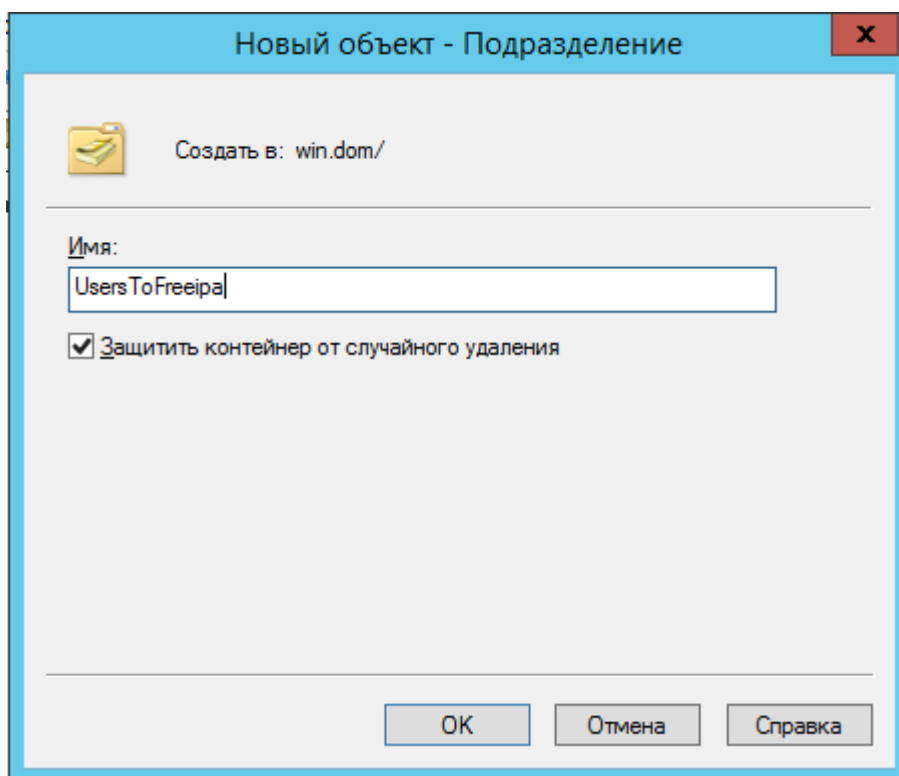 Новый объект - Подразделение
x
Создать в: win.dom/
Имя:
UsersToFreeipa
Защитить контейнер от случайного удаления
OK
Отмена
Справка